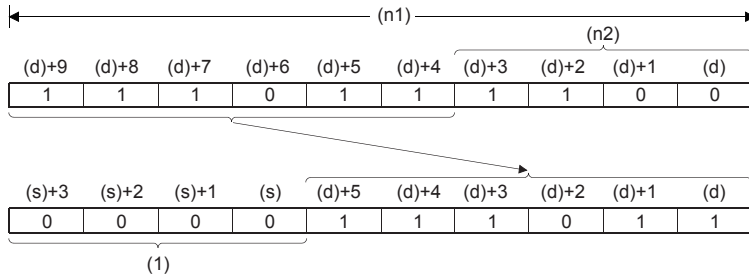 (n1)
(n2)
(d)+9 (d)+8 (d)+7 (d)+6 (d)+5 (d)+4 (d)+3 (d)+2 (d)+1 (d)
1 1 1 0 1 1 1 1 0 0
(s)+3 (s)+2 (s)+1 (s) (d)+5 (d)+4 (d)+3 (d)+2 (d)+1 (d)
0 0 0 0 1 1 1 0 1 1
(1)